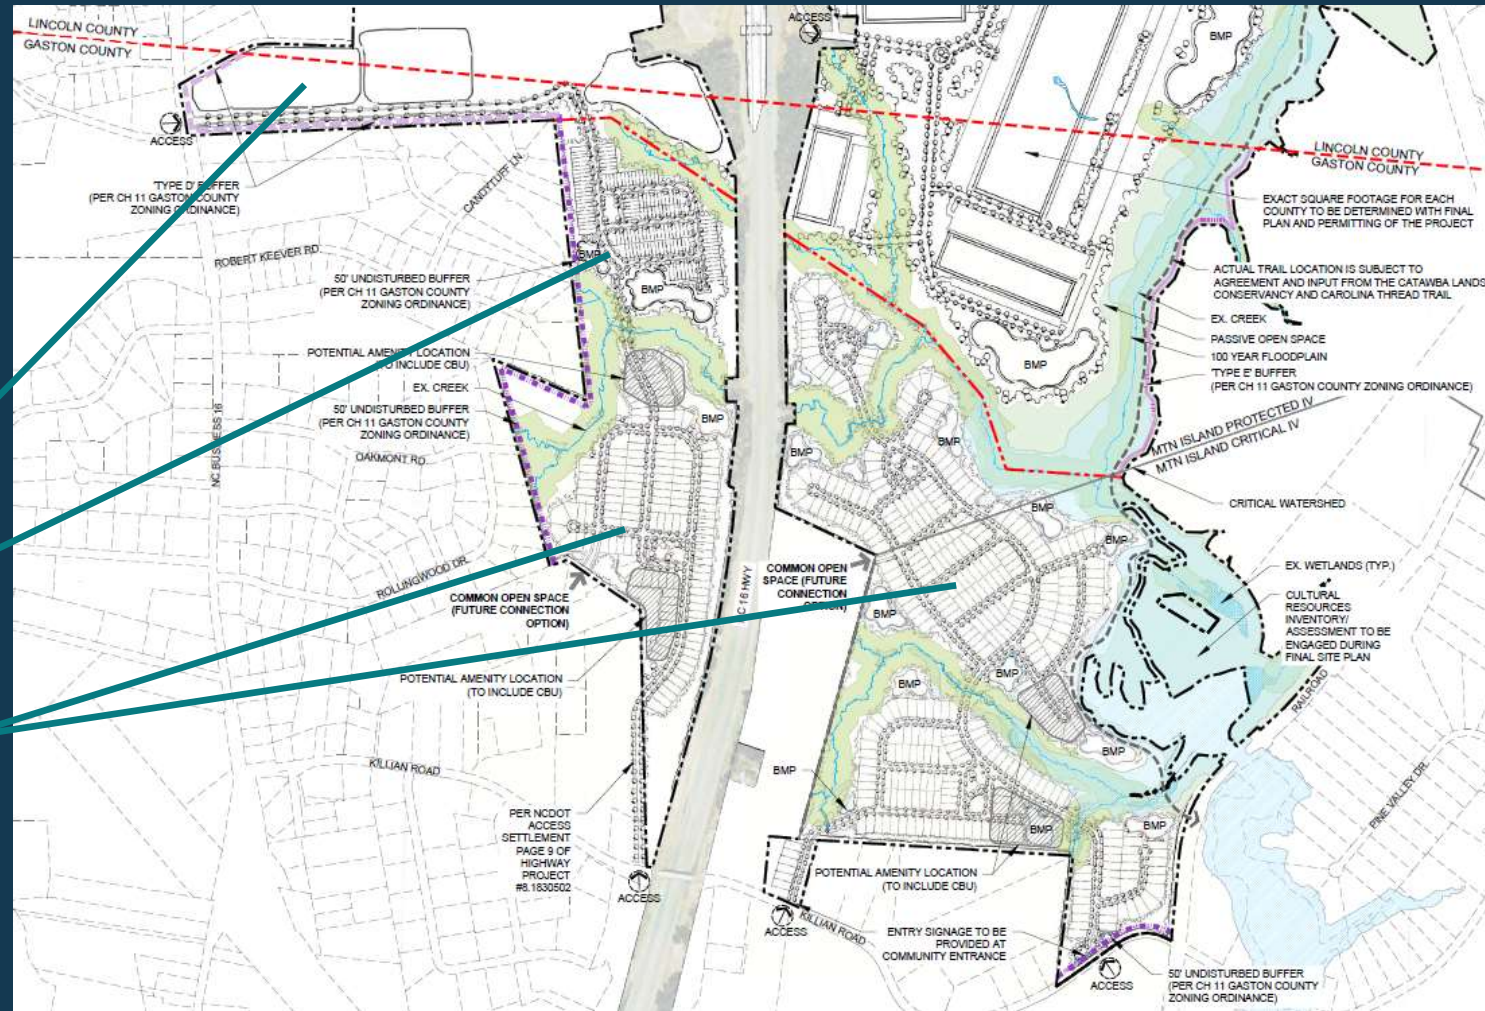 LINCOLN COUNTY
GASTON COUNTY
ACCESS
BMP
ACCESS
'TYPE D' BUFFER
(PER CH 11 GASTON COUNTY
ZONING ORDINANCE)
CANDYTUFF LN.
ROBERT KEEVER RD.
BMP
50' UNDISTURBED BUFFER
(PER CH 11 GASTON COUNTY
ZONING ORDINANCE)
BMP
POTENTIAL AMENITY LOCATION
(TO INCLUDE CBU)
EX. CREEK
50' UNDISTURBED BUFFER
(PER CH 11 GASTON COUNTY
ZONING ORDINANCE)
BMP
NC BUSINESS 16
OAKMONT RD.
ROLLINGWOOD DR.
COMMON OPEN SPACE
(FUTURE CONNECTION
OPTION)
POTENTIAL AMENITY LOCATION
(TO INCLUDE CBU)
KILLIAN ROAD
PER NCDOT
ACCESS
SETTLEMENT
PAGE 9 OF
HIGHWAY
PROJECT
#8.1830502
ACCESS
16 HWY
LINCOLN COUNTY
GASTON COUNTY
EXACT SQUARE FOOTAGE FOR EACH
COUNTY TO BE DETERMINED WITH FINAL
PLAN AND PERMITTING OF THE PROJECT
ACTUAL TRAIL LOCATION IS SUBJECT TO
AGREEMENT AND INPUT FROM THE CATAWBA LANDS
CONSERVANCY AND CAROLINA THREAD TRAIL
EX. CREEK
PASSIVE OPEN SPACE
100 YEAR FLOODPLAIN
'TYPE E' BUFFER
(PER CH 11 GASTON COUNTY ZONING ORDINANCE)
BMP
MTN ISLAND PROTECTED IV
MTN ISLAND CRITICAL IV
BMP
BMP
CRITICAL WATERSHED
BMP
BMP
COMMON OPEN
SPACE (FUTURE
CONNECTION
OPTION)
BMP
EX. WETLANDS (TYP.)
CULTURAL
RESOURCES
INVENTORY/
ASSESSMENT TO BE
ENGAGED DURING
FINAL SITE PLAN
BMP
BMP
RAILROAD
BMP
BMP
PINE VALLEY DR.
BMP
BMP
POTENTIAL AMENITY LOCATION
(TO INCLUDE CBU)
ACCESS
KILLIAN ROAD
ENTRY SIGNAGE TO BE
PROVIDED AT
COMMUNITY ENTRANCE
ACCESS
50' UNDISTURBED BUFFER
(PER CH 11 GASTON COUNTY
ZONING ORDINANCE)